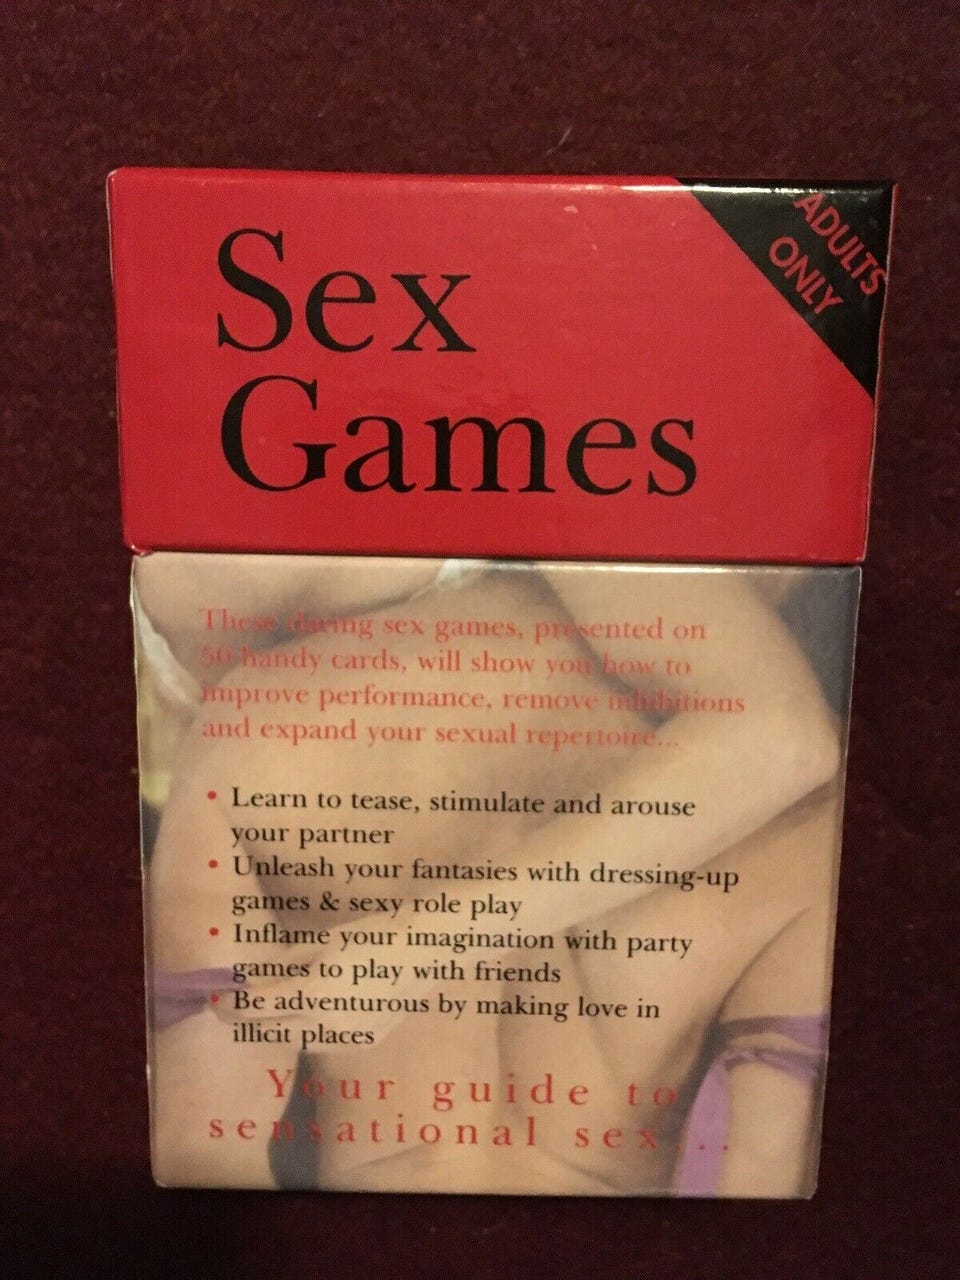 Sex
Games
ADULTS
ONLY
These daring sex games, presented on
50 handy cards, will show you how to
improve performance, remove inhibitions
and expand your sexual repertoire...
• Learn to tease, stimulate and arouse
your partner
• Unleash your fantasies with dressing-up
games & sexy role play
• Inflame your imagination with party
games to play with friends
• Be adventurous by making love in
illicit places
Your guide to
sensational sex...